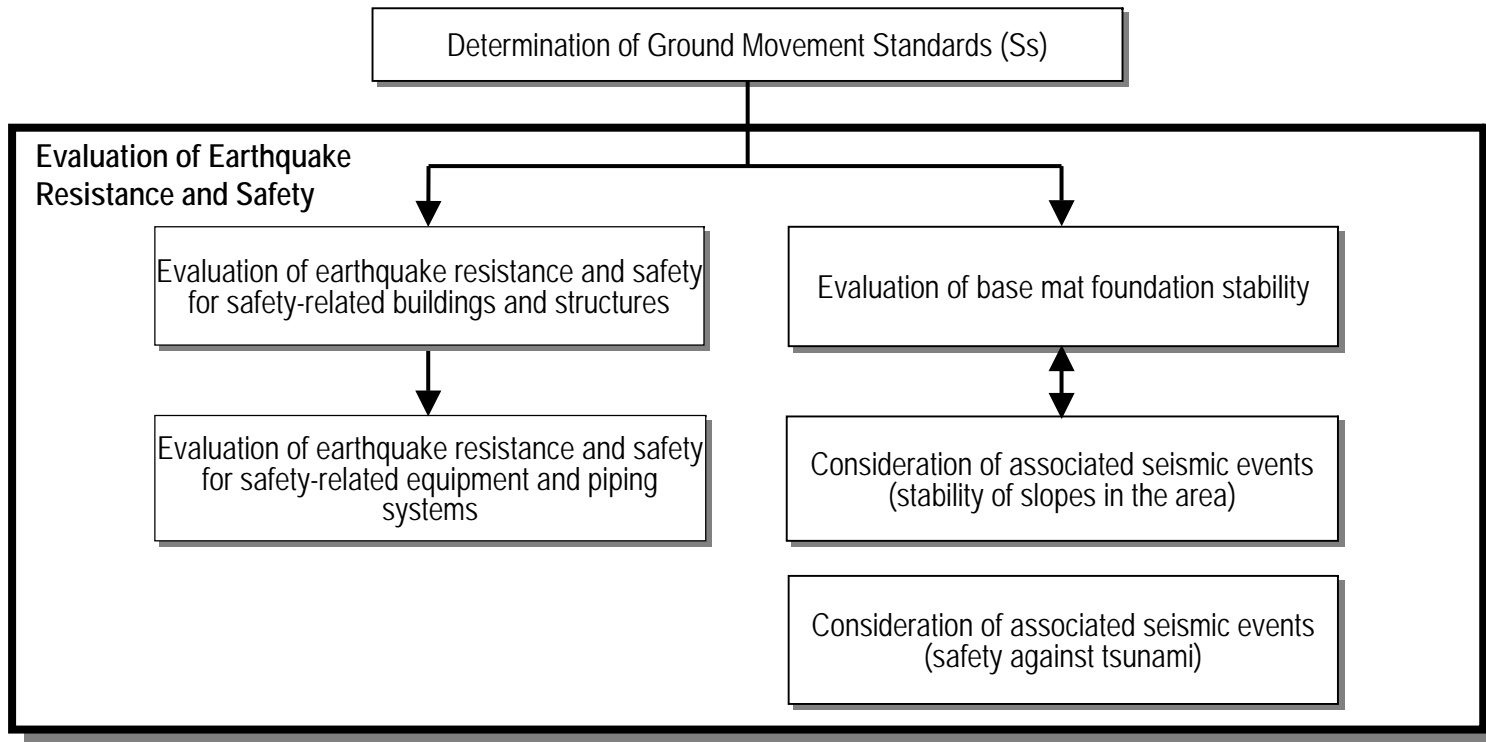 Determination of Ground Movement Standards (Ss)
Evaluation of Earthquake
Resistance and Safety
Evaluation of earthquake resistance and safety
for safety-related buildings and structures
Evaluation of base mat foundation stability
Evaluation of earthquake resistance and safety
for safety-related equipment and piping
systems
Consideration of associated seismic events
(stability of slopes in the area)
Consideration of associated seismic events
(safety against tsunami)